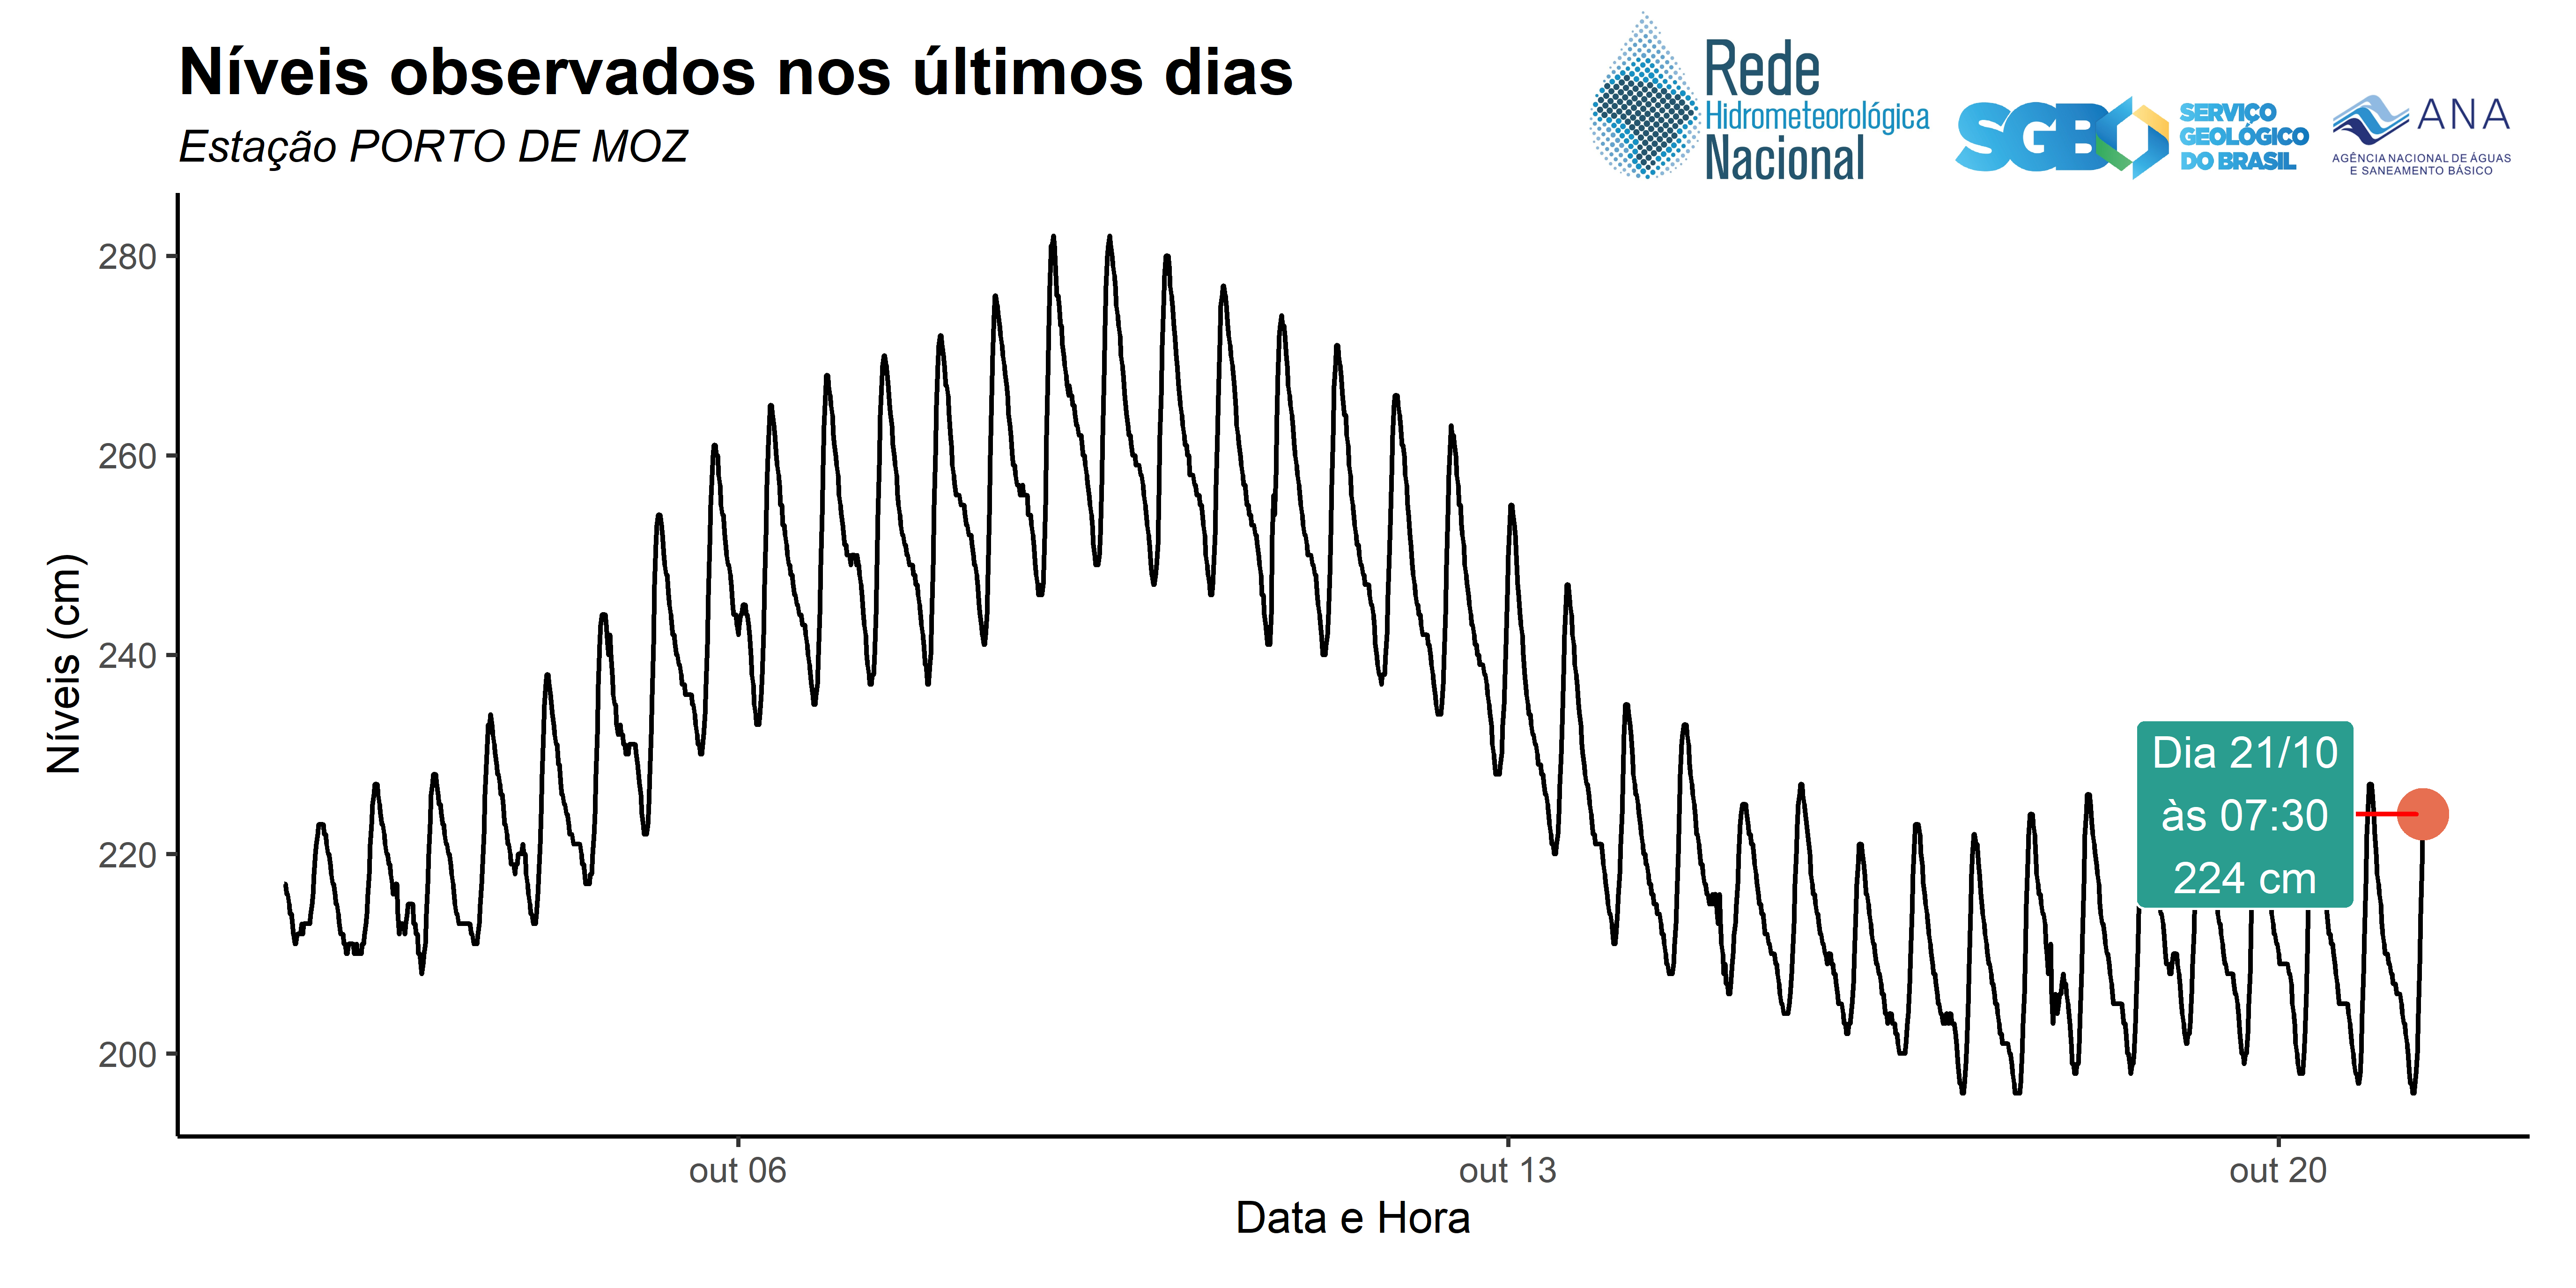 Níveis observados nos últimos dias
Estação PORTO DE MOZ
Rede
Hidrometeorológica
Nacional
SGB
SERVIÇO
GEOLÓGICO
DO BRASIL
ANA
AGÊNCIA NACIONAL DE ÁGUAS
E SANEAMENTO BÁSICO
Níveis (cm)
280
260
240
220
200
Dia 21/10
às 07:30
224 cm
out 06
out 13
out 20
Data e Hora